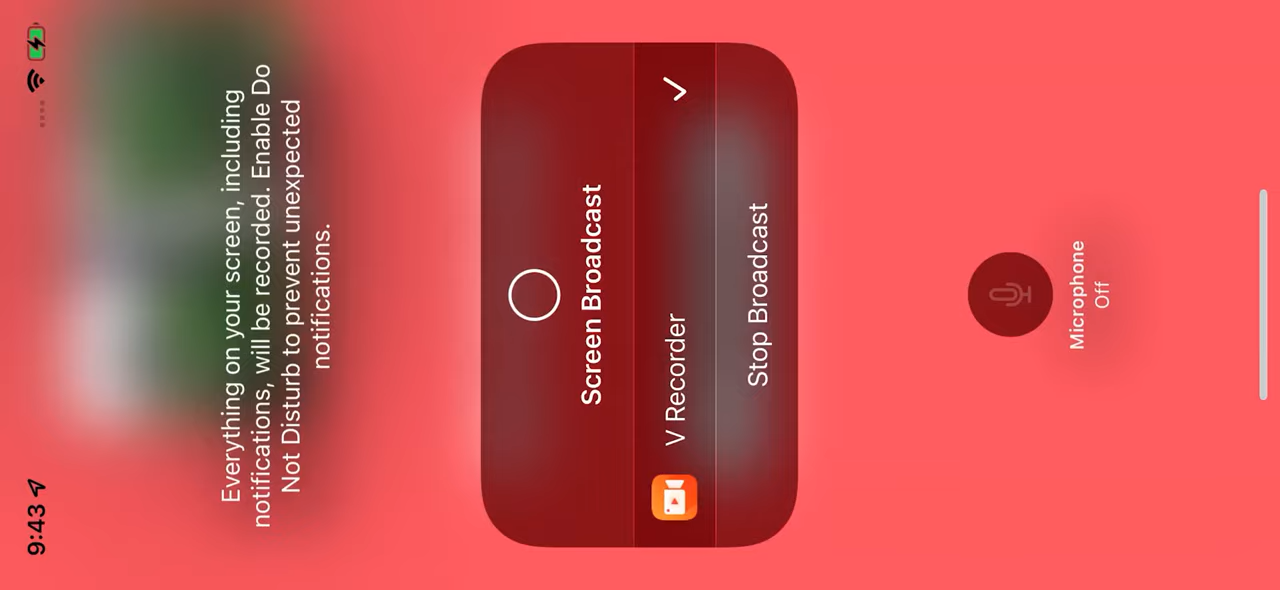 9:43
Everything on your screen, including
notifications, will be recorded. Enable Do
Not Disturb to prevent unexpected
notifications.
Screen Broadcast
V Recorder
Stop Broadcast
Microphone
Off